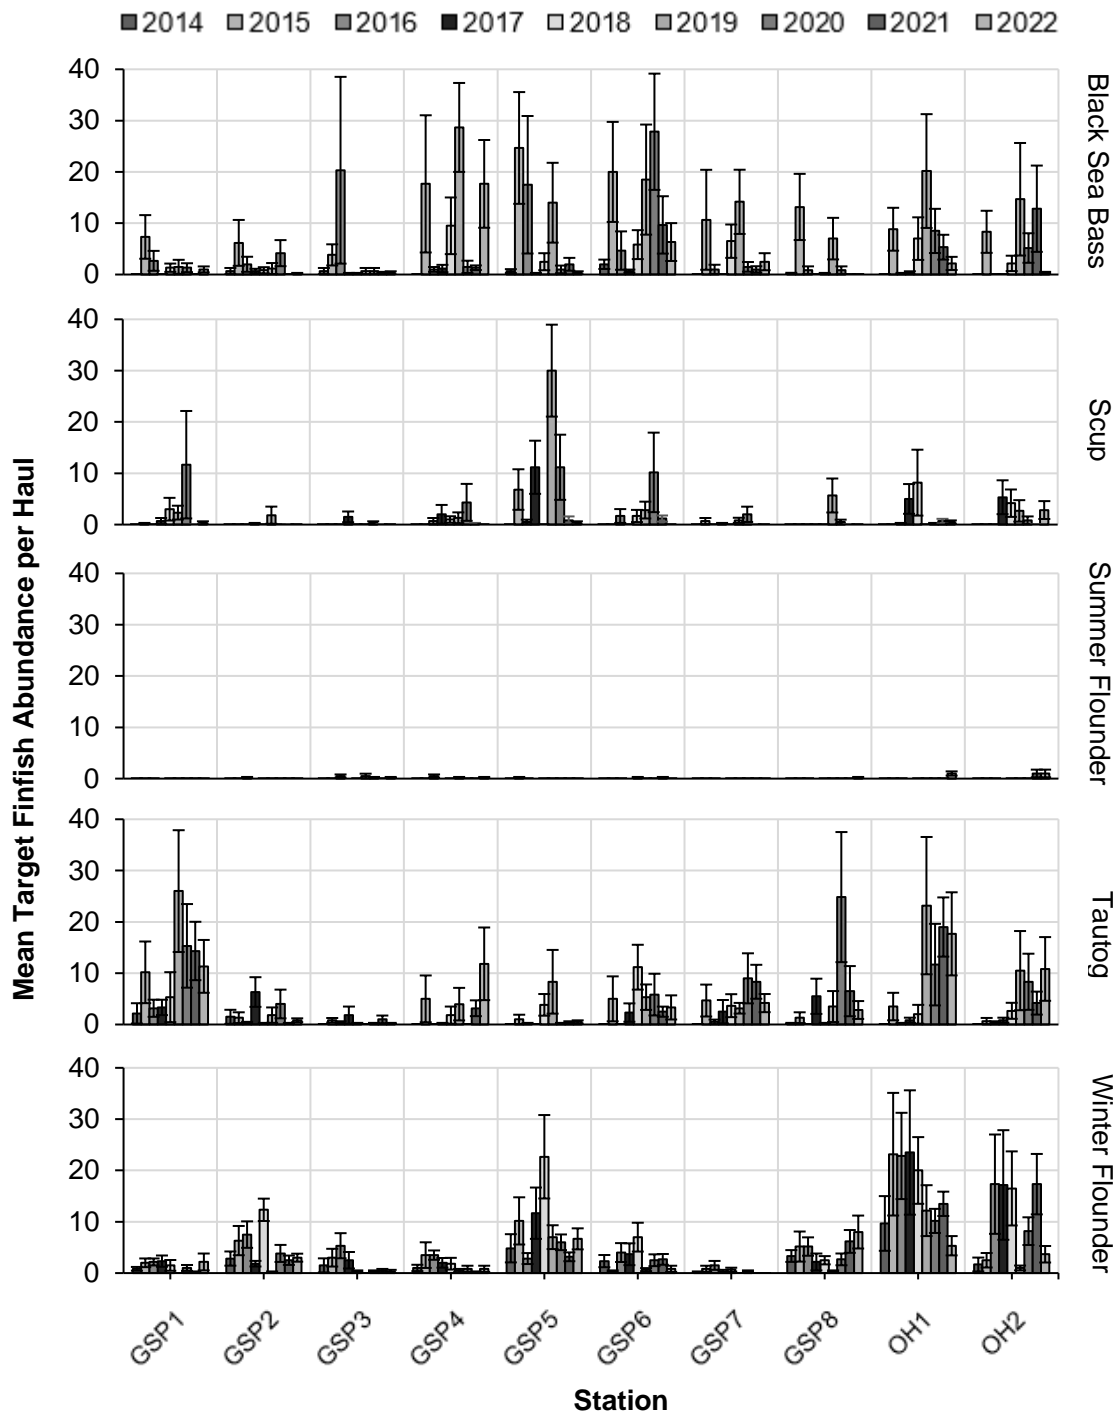 2014 2015 2016 2017 2018 2019 2020 2021 2022
Mean Target Finfish Abundance per Haul
40
30
20
10
0
Black Sea Bass
40
30
20
10
0
Scup
40
30
20
10
0
Summer Flounder
40
30
20
10
0
Tautog
40
30
20
10
0
Winter Flounder
GSP1 GSP2 GSP3 GSP4 GSP5 GSP6 GSP7 GSP8 OH1 OH2
Station